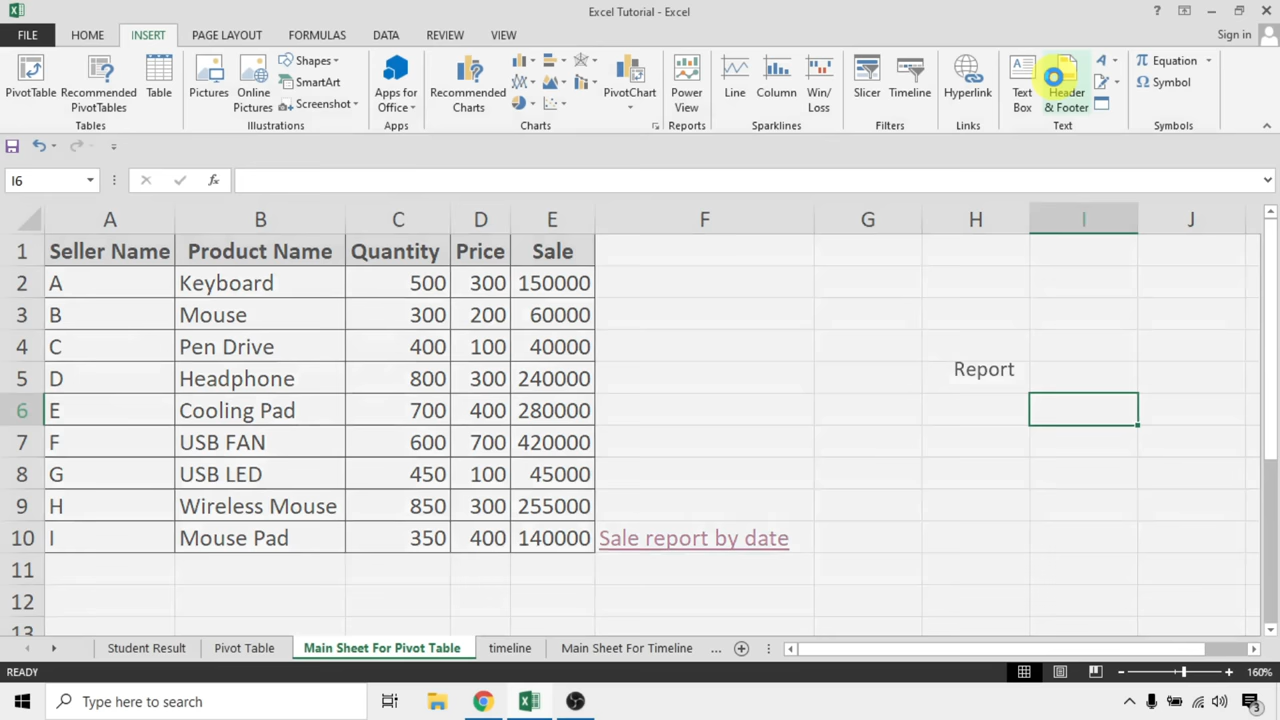 Excel Tutorial - Excel
?
FILE HOME INSERT PAGE LAYOUT FORMULAS DATA REVIEW VIEW Sign in
PivotTable Recommended PivotTables Table
Tables
Pictures Online Pictures Shapes SmartArt Screenshot
Illustrations
Apps for Office
Apps
Recommended Charts PivotChart
Charts
Power View
Reports
Line Column Win/Loss
Sparklines
Slicer Timeline
Filters
Hyperlink
Links
Text Box Header & Footer
Text
Equation
Symbol
Symbols
I6 fx
A B C D E F G H I J
1 Seller Name Product Name Quantity Price Sale
2 A Keyboard 500 300 150000
3 B Mouse 300 200 60000
4 C Pen Drive 400 100 40000
5 D Headphone 800 300 240000 Report
6 E Cooling Pad 700 400 280000
7 F USB FAN 600 700 420000
8 G USB LED 450 100 45000
9 H Wireless Mouse 850 300 255000
10 I Mouse Pad 350 400 140000 Sale report by date
11
12
13
Student Result Pivot Table Main Sheet For Pivot Table timeline Main Sheet For Timeline ...
READY 160%
Type here to search 3